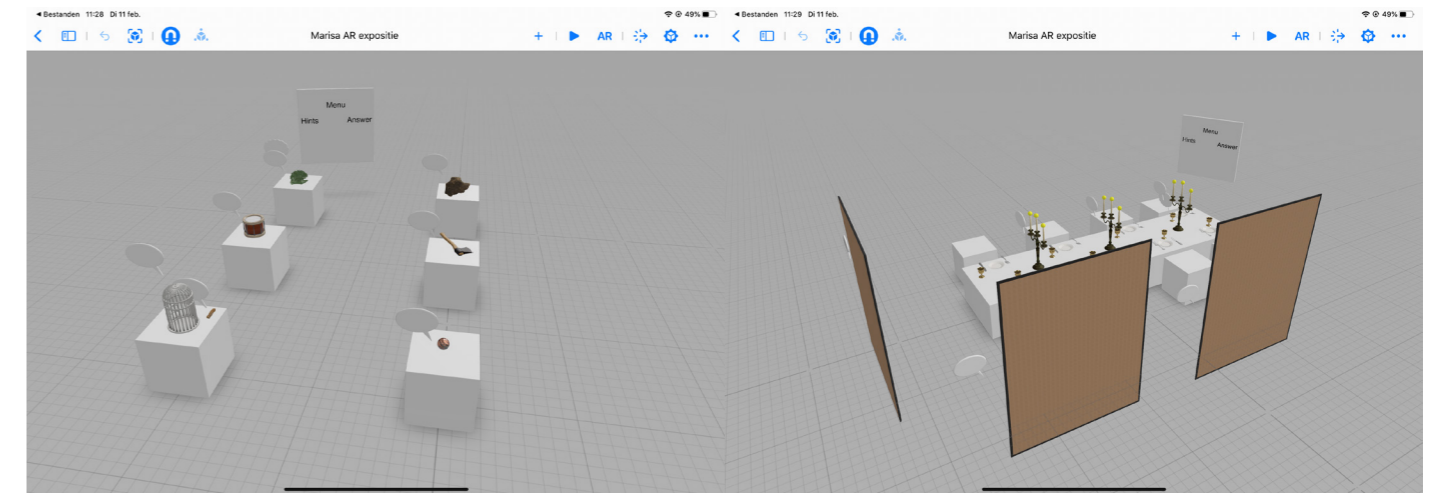 ◄ Bestanden 11:28 Di 11 feb.
49%
Marisa AR expositie
AR
Menu
Hints Answer
◄ Bestanden 11:29 Di 11 feb.
49%
Marisa AR expositie
AR
Menu
Hints Answer